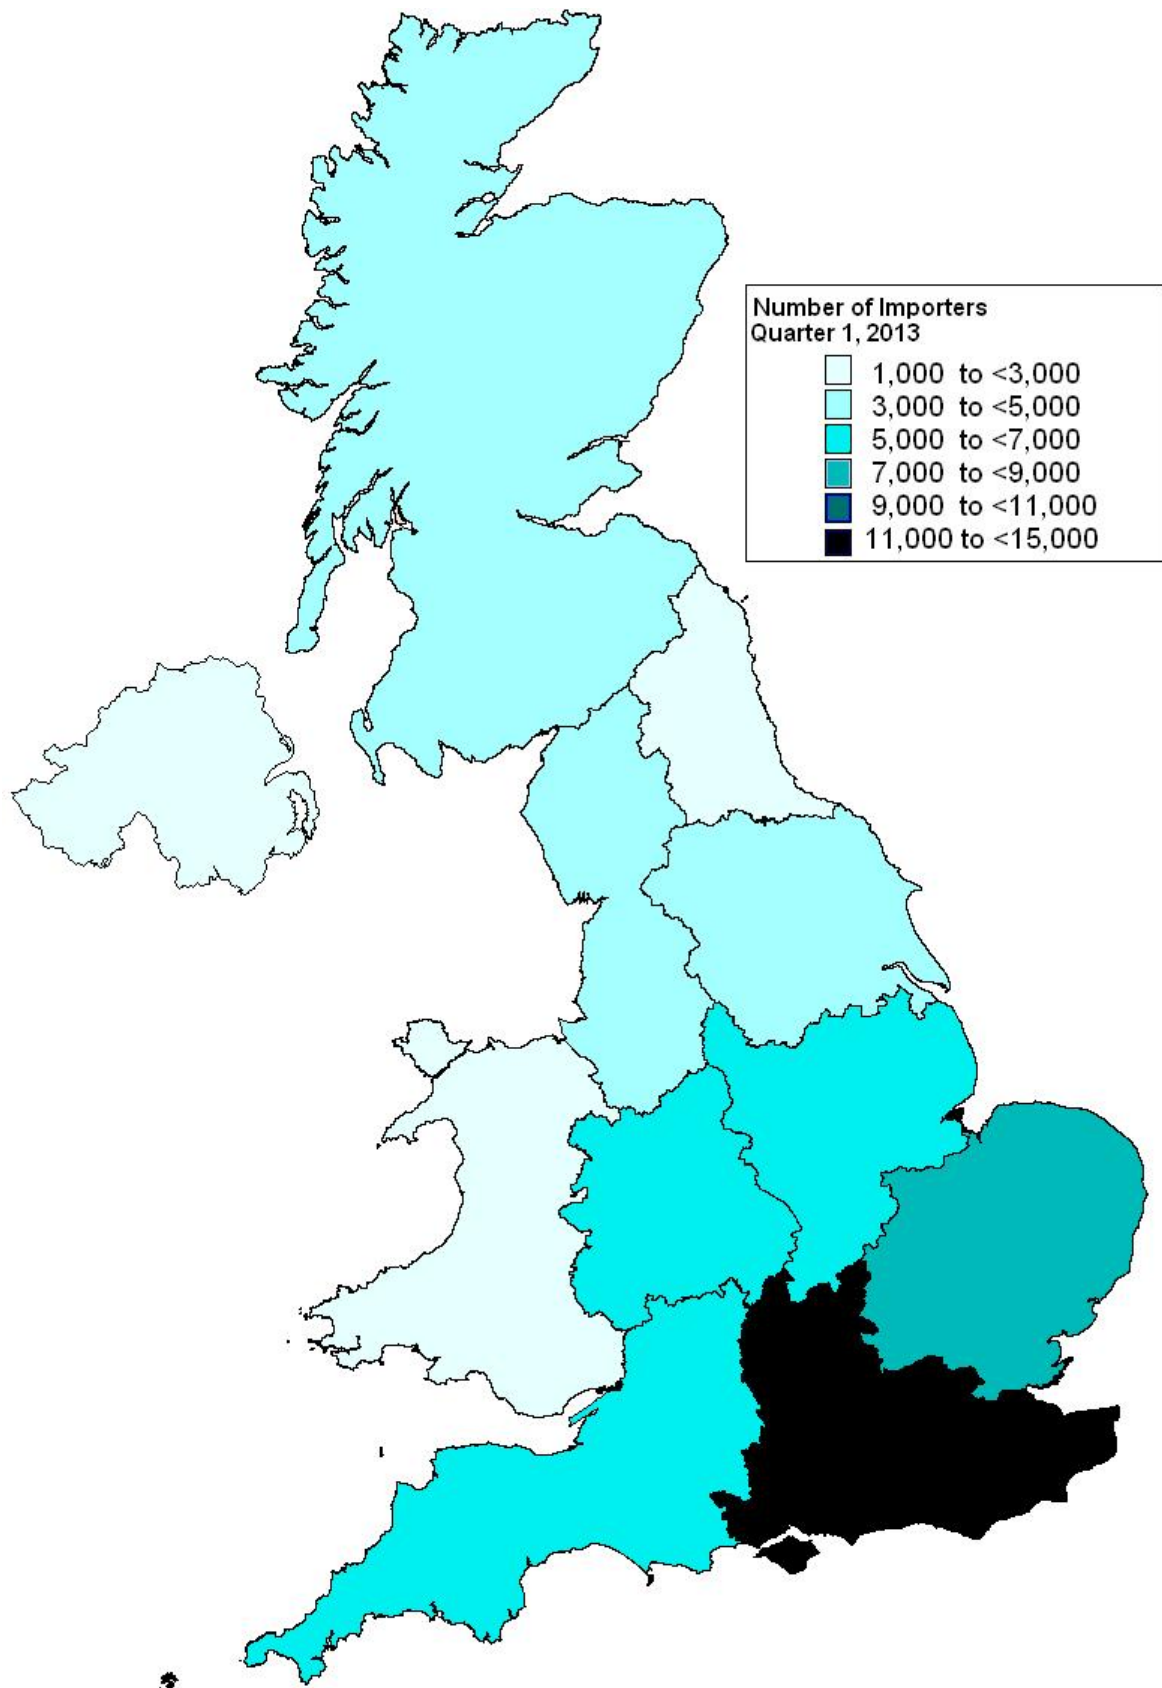 Number of Importers
Quarter 1, 2013
1,000 to <3,000
3,000 to <5,000
5,000 to <7,000
7,000 to <9,000
9,000 to <11,000
11,000 to <15,000